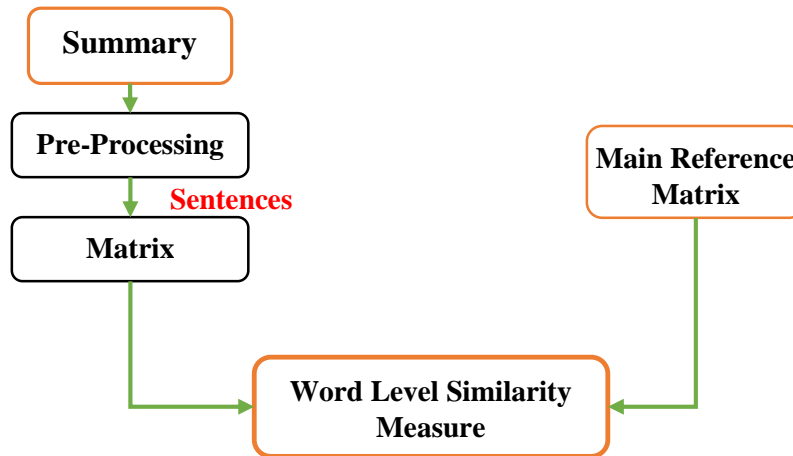 Summary
Pre-Processing
Sentences
Matrix
Main Reference
Matrix
Word Level Similarity
Measure